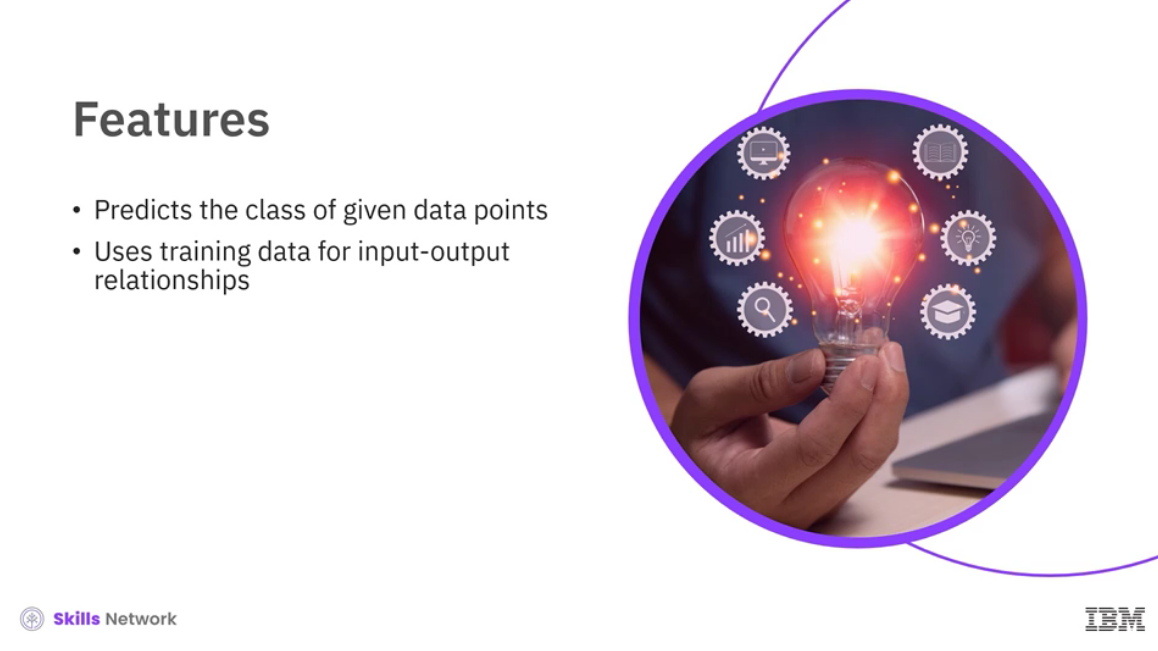 Features
• Predicts the class of given data points
• Uses training data for input-output
relationships
Skills Network
IBM